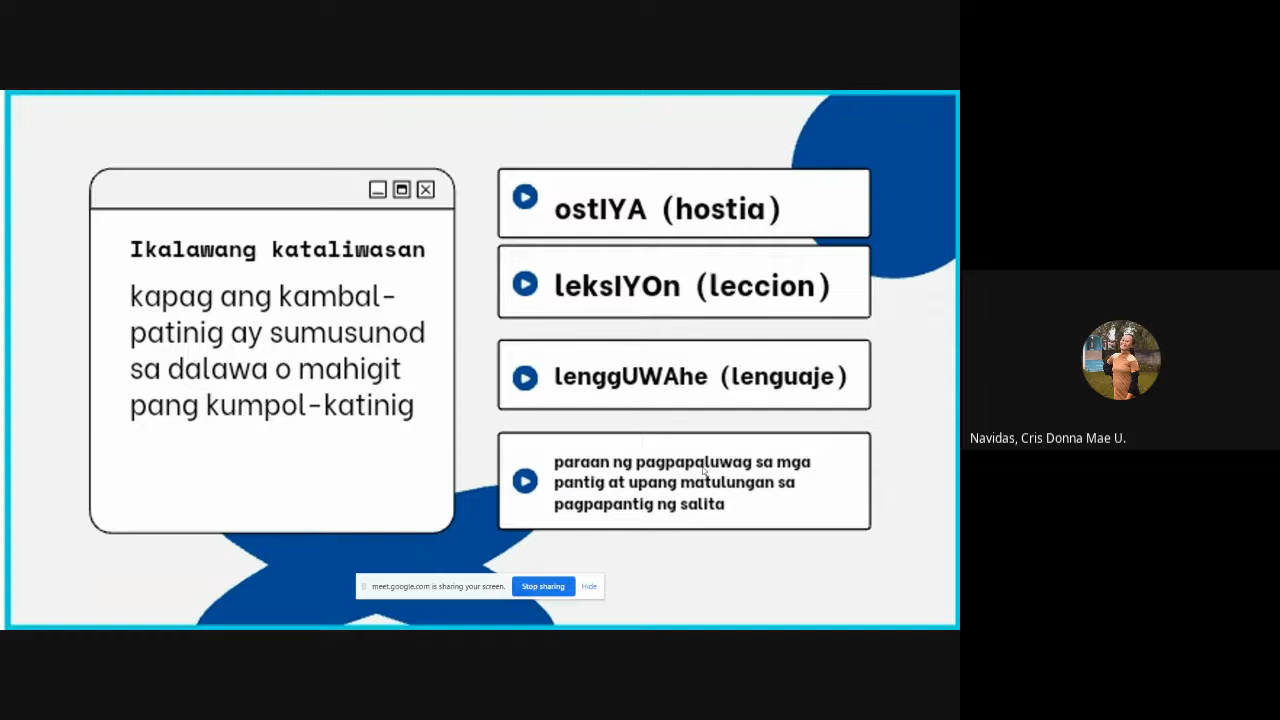 Ikalawang kataliwasan
kapag ang kambal-
patinig ay sumusunod
sa dalawa o mahigit
pang kumpol-katinig
ostIYA (hostia)
leksIYOn (leccion)
lenggUWAhe (lenguaje)
paraan ng pagpapaluwag sa mga
pantig at upang matulungan sa
pagpapantig ng salita
meet.google.com is sharing your screen. Stop sharing Hide
Navidas, Cris Donna Mae U.